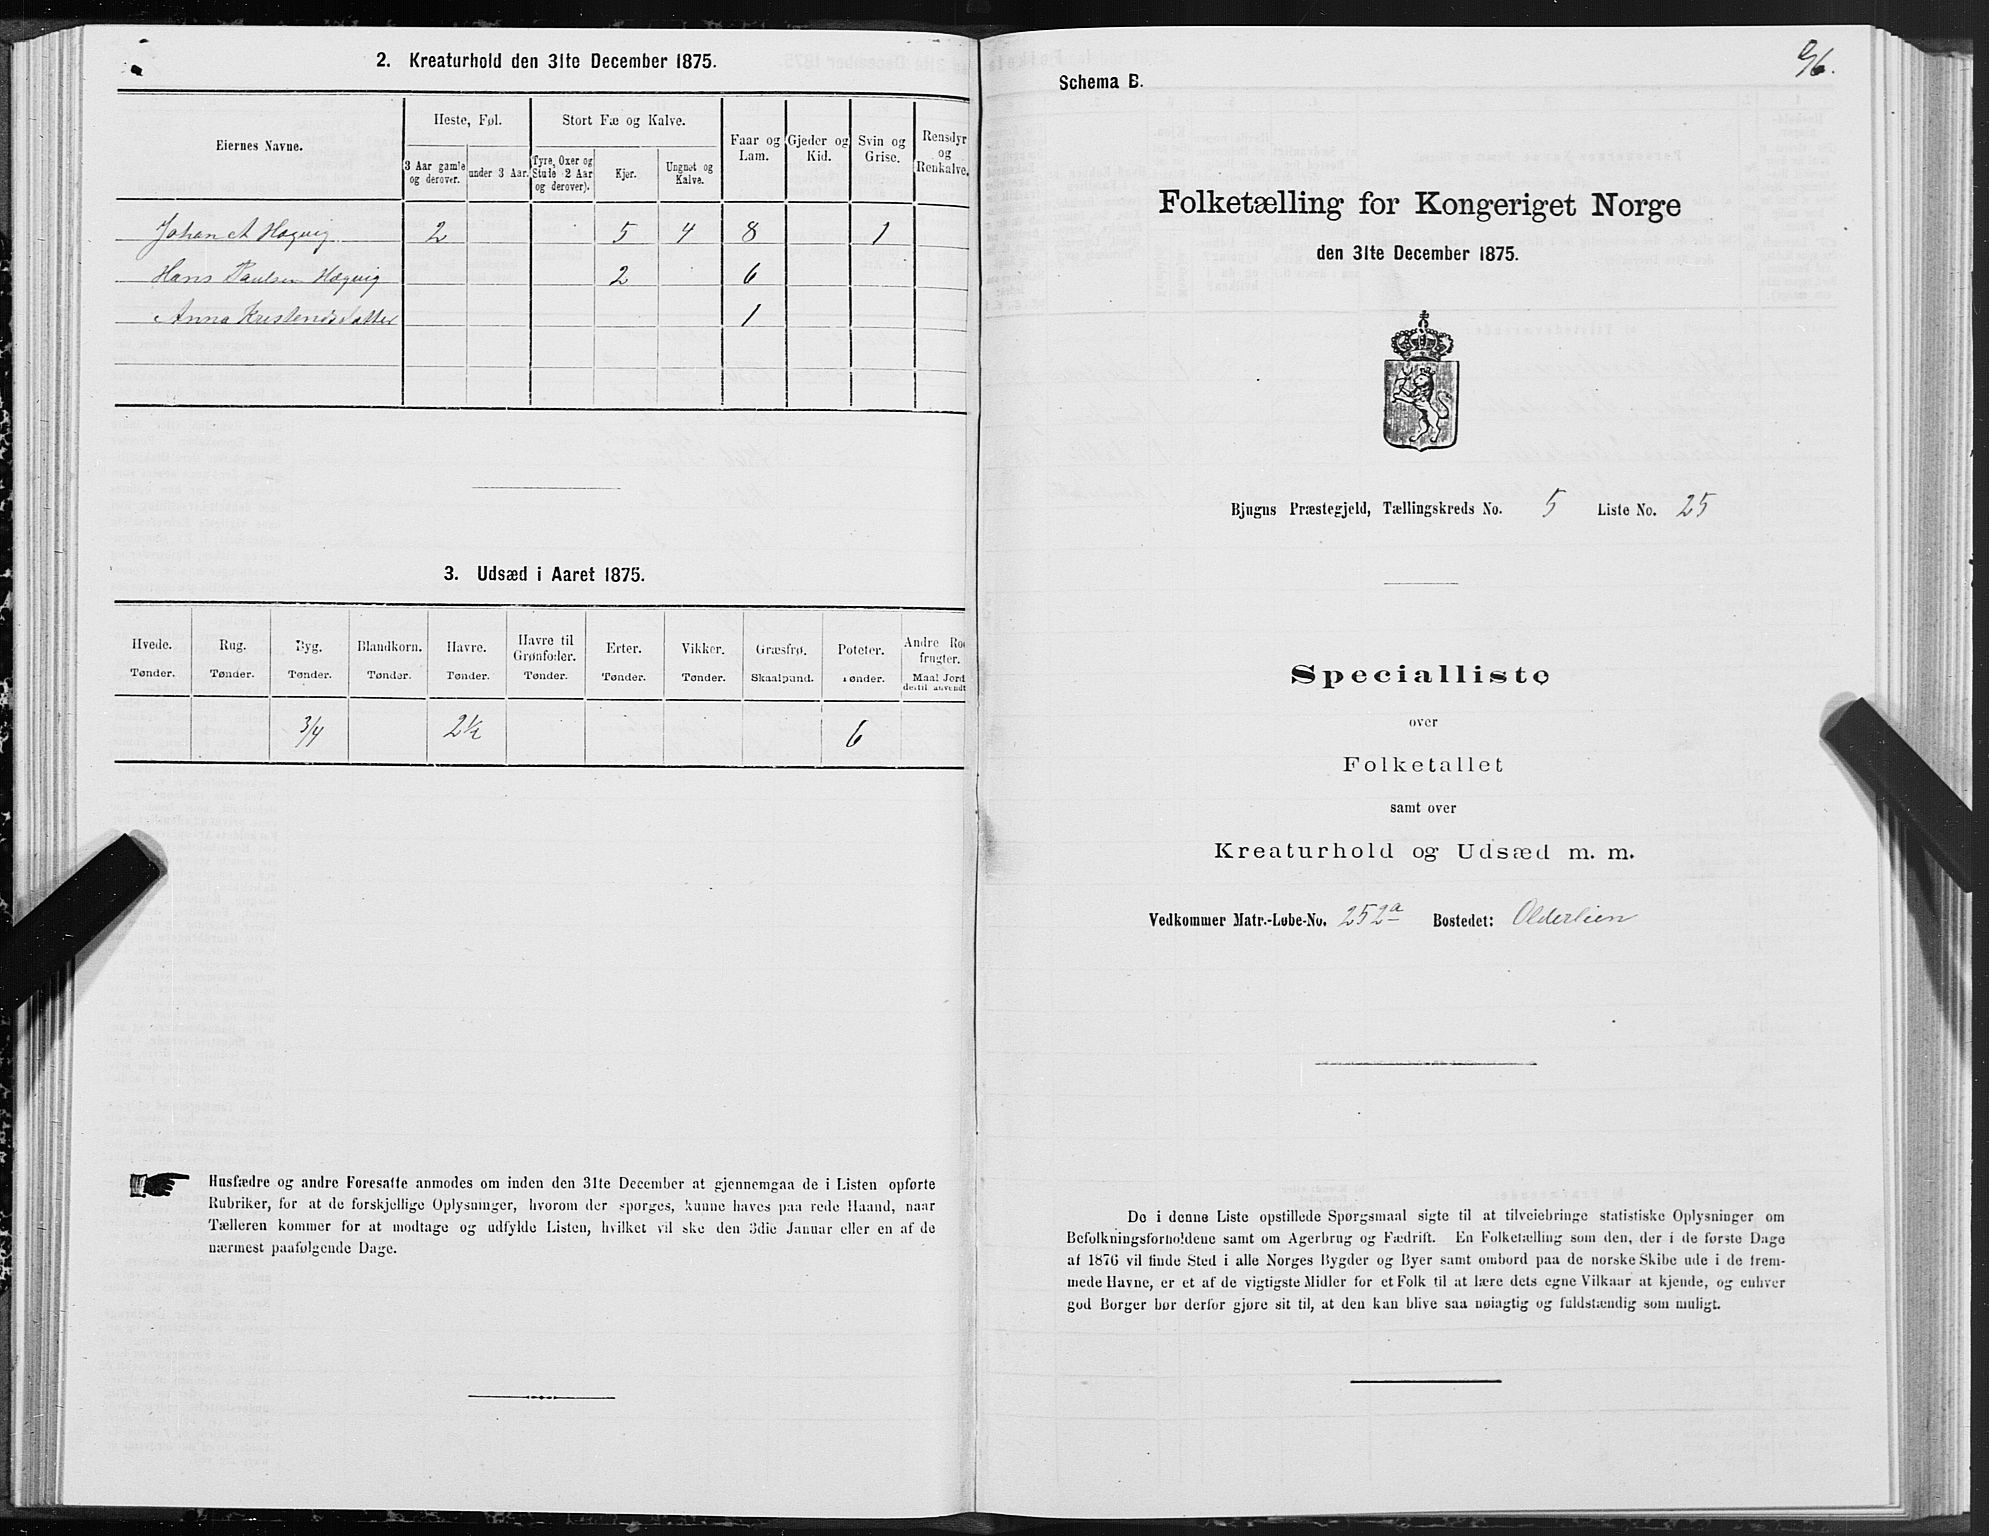 2. Kreaturhold den 31te December 1875.
Eiernes Navne.
Heste, Føl.
Stort Fæ og Kalve.
Faar og Lam.
Gjeder og Kid.
Svin og Grise.
Rensdyr og Renkalve.
3 Aar gamle og derover.
under 3 Aar.
Tyre, Oxer og Stude (2 Aar og derover).
Kjer.
Ungnøt og Kalve.
Johan A Hægvig 2 5 4 8 1
Hans Paulsen Hægvig 2 6
Anna Kristensdatter 1
3. Udsæd i Aaret 1875.
Hvede. Rug. Byg. Blandkorn. Havre. Havre til Grønfoder. Erter. Vikker. Græsfrø. Poteter. Andre Rodfrugter.
Tønder. Tønder. Tønder. Tønder. Tønder. Tønder. Tønder. Tønder. Skaalpund. Tønder. Maal Jord dertil anvendt
3/4 2 1/2 6
Husfædre og andre Foresatte anmodes om inden den 31te December at gjennemgaa de i Listen opførte
Rubriker, for at de forskjellige Oplysninger, hvorom der spørges, kunne haves paa rede Haand, naar
Tælleren kommer for at modtage og udfylde Listen, hvilket vil ske den 3die Januar eller en af de
nærmest paafølgende Dage.
96.
Schema B.
Folketælling for Kongeriget Norge
den 31te December 1875.
Bjugns Præstegjeld, Tællingskreds No. 5 Liste No. 25
Specialliste
over
Folketallet
samt over
Kreaturhold og Udsæd m. m.
Vedkommer Matr.-Løbe-No. 252a Bostedet: Olderlien
De i denne Liste opstillede Spørgsmaal sigte til at tilveiebringe statistiske Oplysninger om
Befolkningsforholdene samt om Agerbrug og Fædrift. En Folketælling som den, der i de første Dage
af 1876 vil finde Sted i alle Norges Bygder og Byer samt ombord paa de norske Skibe ude i de frem-
mede Havne, er et af de vigtigste Midler for et Folk til at lære dets egne Vilkaar at kjende, og enhver
god Borger bør derfor gjøre sit til, at den kan blive saa nøiagtig og fuldstændig som muligt.